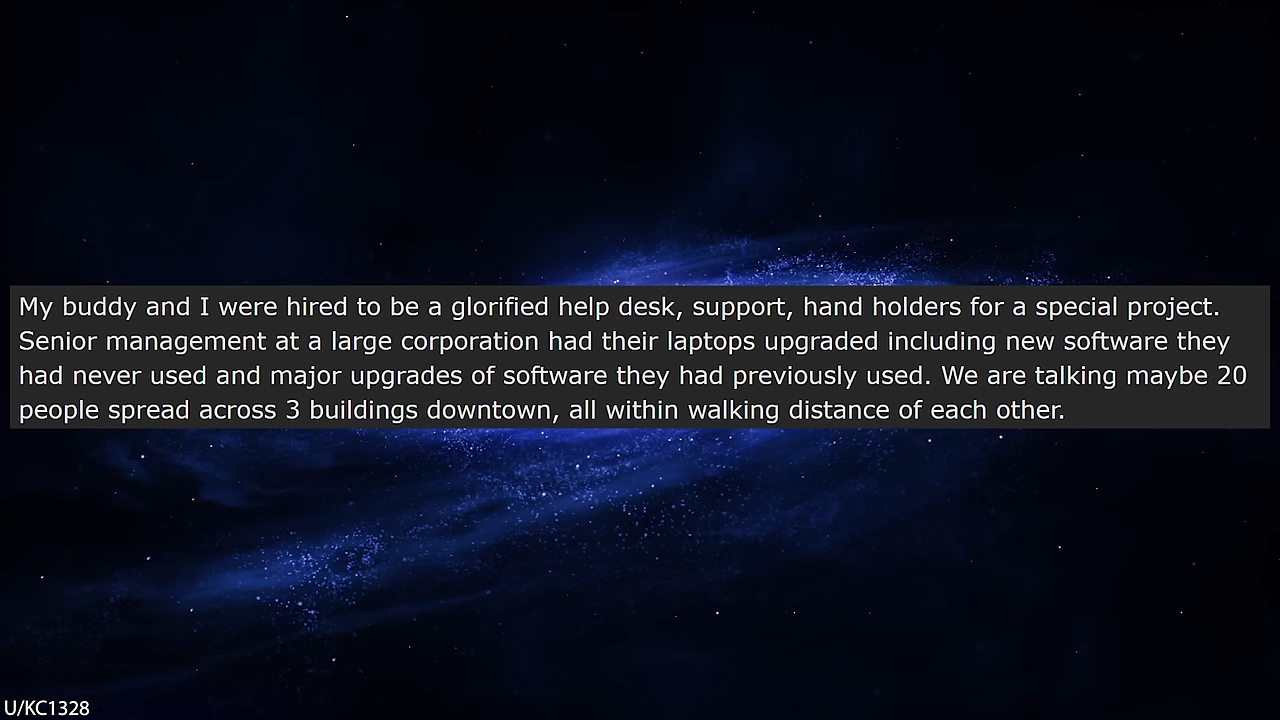 My buddy and I were hired to be a glorified help desk, support, hand holders for a special project.
Senior management at a large corporation had their laptops upgraded including new software they
had never used and major upgrades of software they had previously used. We are talking maybe 20
people spread across 3 buildings downtown, all within walking distance of each other.
U/KC1328